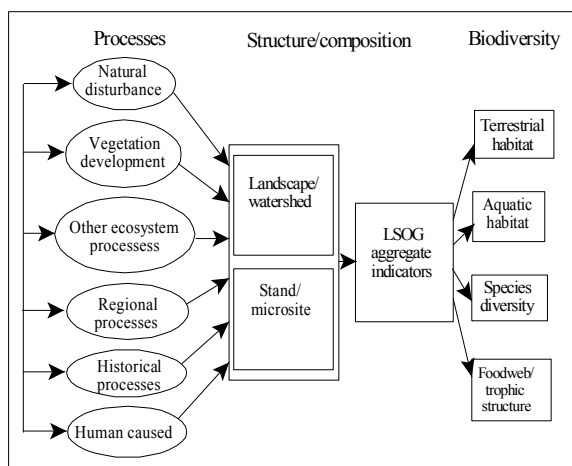 Processes
Structure/composition
Biodiversity
Natural
disturbance
Vegetation
development
Other ecosystem
processess
Regional
processes
Historical
processes
Human caused
Landscape/
watershed
Stand/
microsite
LSOG
aggregate
indicators
Terrestrial
habitat
Aquatic
habitat
Species
diversity
Foodweb/
trophic
structure